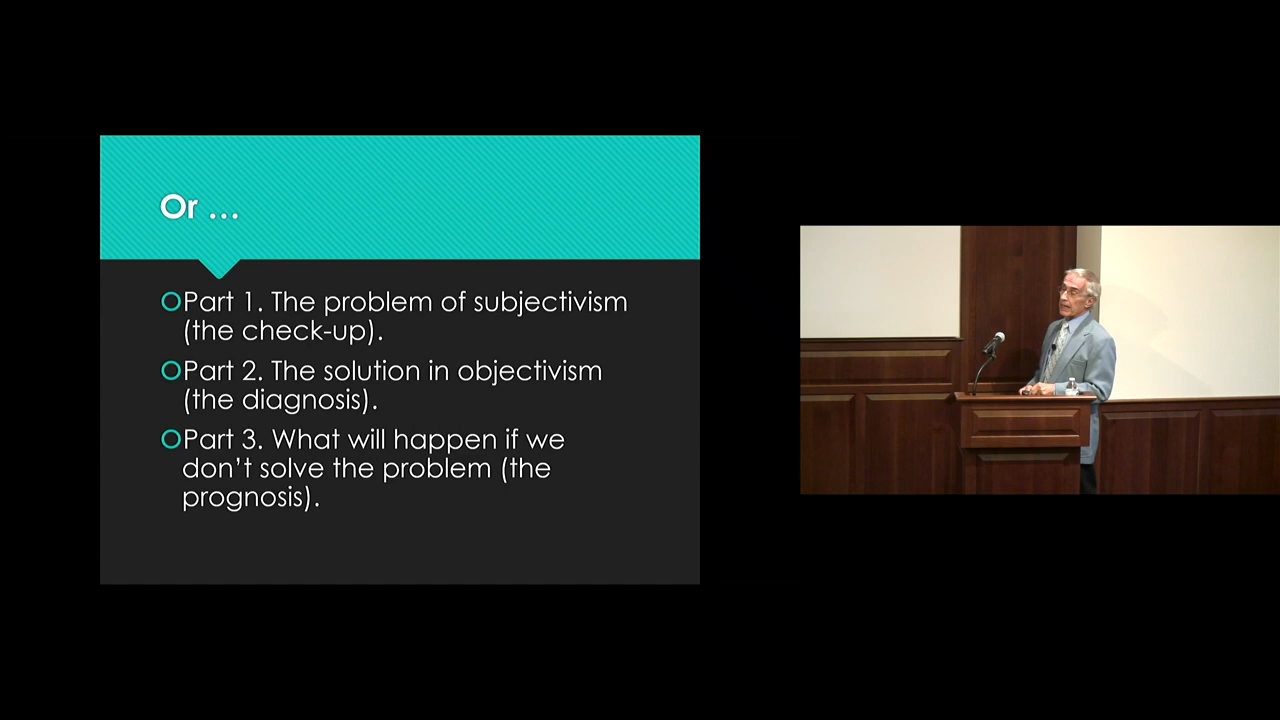 Or …
Part 1. The problem of subjectivism
(the check-up).
Part 2. The solution in objectivism
(the diagnosis).
Part 3. What will happen if we
don’t solve the problem (the
prognosis).